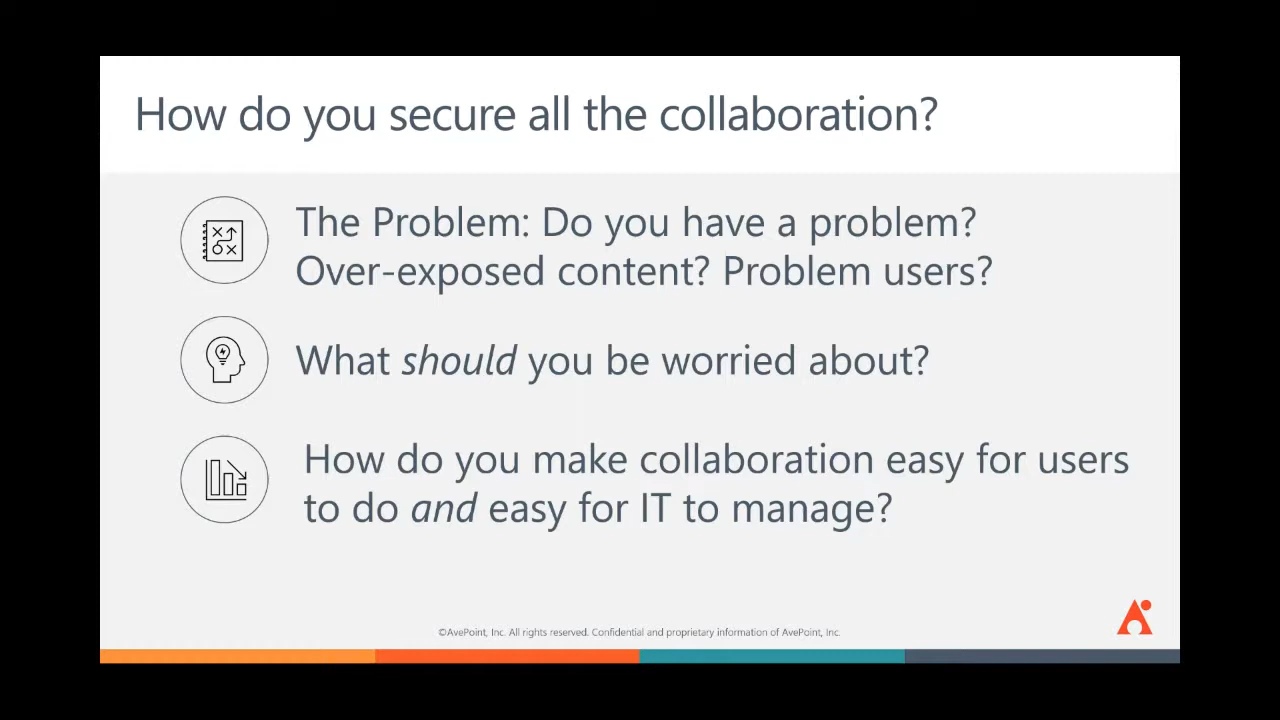 How do you secure all the collaboration?
The Problem: Do you have a problem?
Over-exposed content? Problem users?
What should you be worried about?
How do you make collaboration easy for users
to do and easy for IT to manage?
©AvePoint, Inc. All rights reserved. Confidential and proprietary information of AvePoint, Inc.